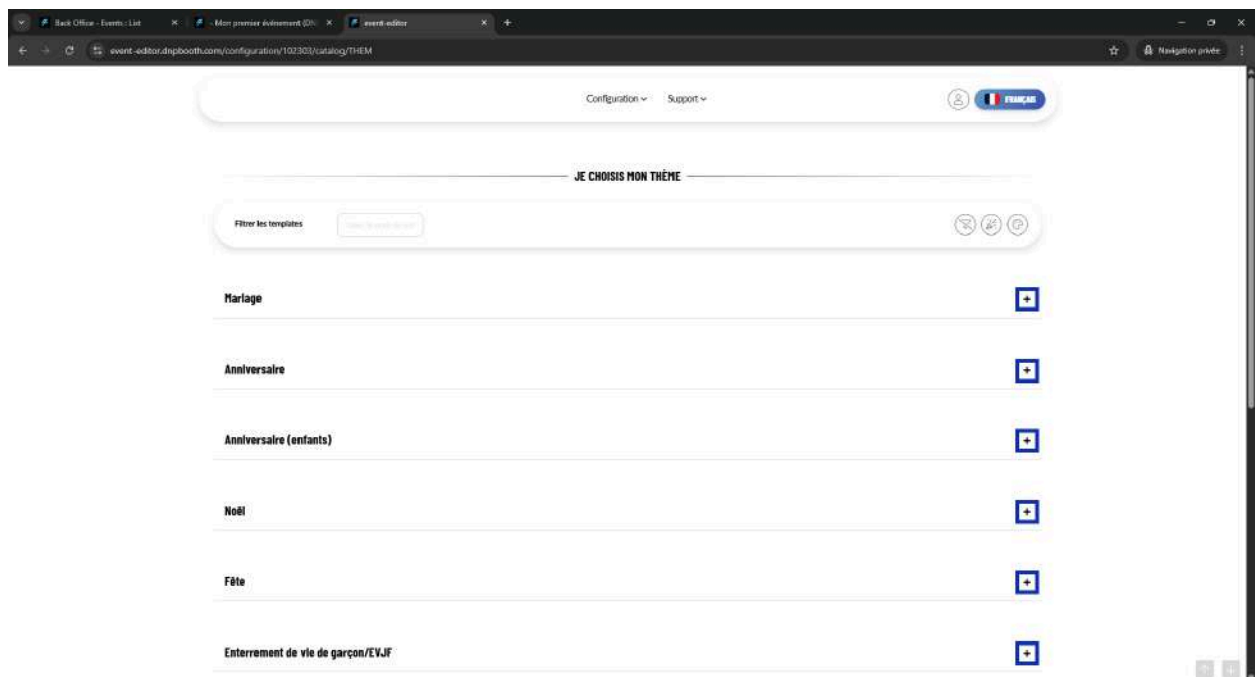 Back Office - Events : List
- Mon premier événement (DN
event-editor
event-editor.dnpbooth.com/configuration/102303/catalog/THEM
Navigation privée
Configuration
Support
FRANÇAIS
JE CHOISIS MON THÈME
Filtrer les templates
Mariage
+
Anniversaire
+
Anniversaire (enfants)
+
Noël
+
Fête
+
Enterrement de vie de garçon/EVJF
+